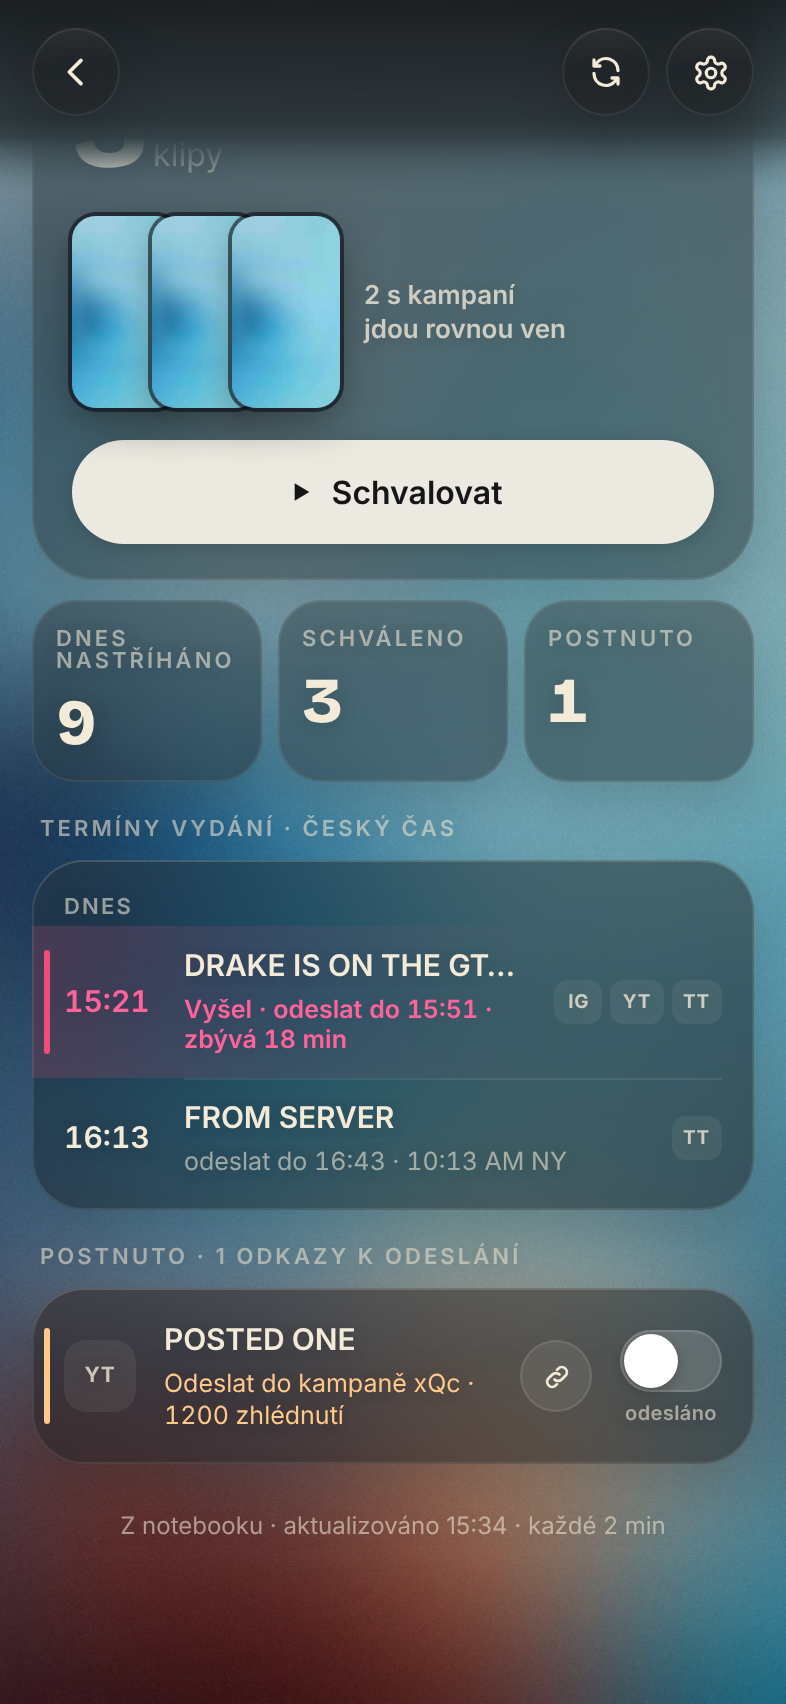 klipy
2 s kampaní
jdou rovnou ven
Schvalovat
DNES
NASTŘÍHÁNO
9
SCHVÁLENO
3
POSTNUTO
1
TERMÍNY VYDÁNÍ · ČESKÝ ČAS
DNES
15:21
DRAKE IS ON THE GT...
Vyšel · odeslat do 15:51 ·
zbývá 18 min
IG YT TT
16:13
FROM SERVER
odeslat do 16:43 · 10:13 AM NY
TT
POSTNUTO · 1 ODKAZY K ODESLÁNÍ
YT
POSTED ONE
Odeslat do kampaně xQc ·
1200 zhlédnutí
odesláno
Z notebooku · aktualizováno 15:34 · každé 2 min